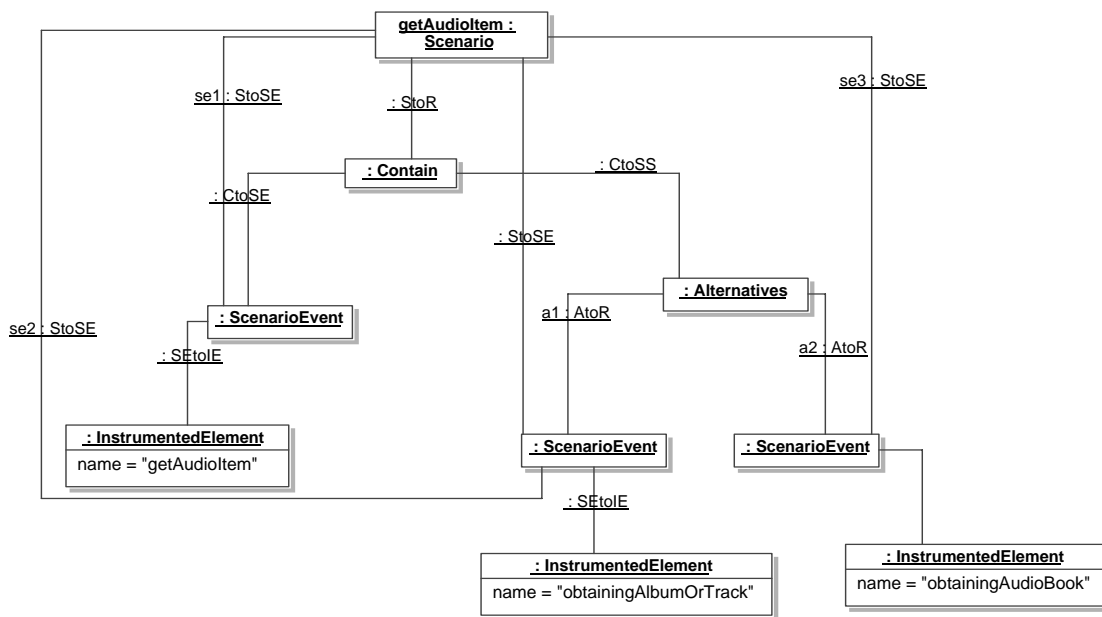 getAudioItem :
Scenario
se1 : StoSE
: StoR
se3 : StoSE
: Contain
: CtoSS
: CtoSE
: StoSE
: Alternatives
: ScenarioEvent
a1 : AtoR
se2 : StoSE
a2 : AtoR
: SEtoIE
: InstrumentedElement
name = "getAudioItem"
: ScenarioEvent
: ScenarioEvent
: SEtoIE
: InstrumentedElement
name = "obtainingAlbumOrTrack"
: InstrumentedElement
name = "obtainingAudioBook"